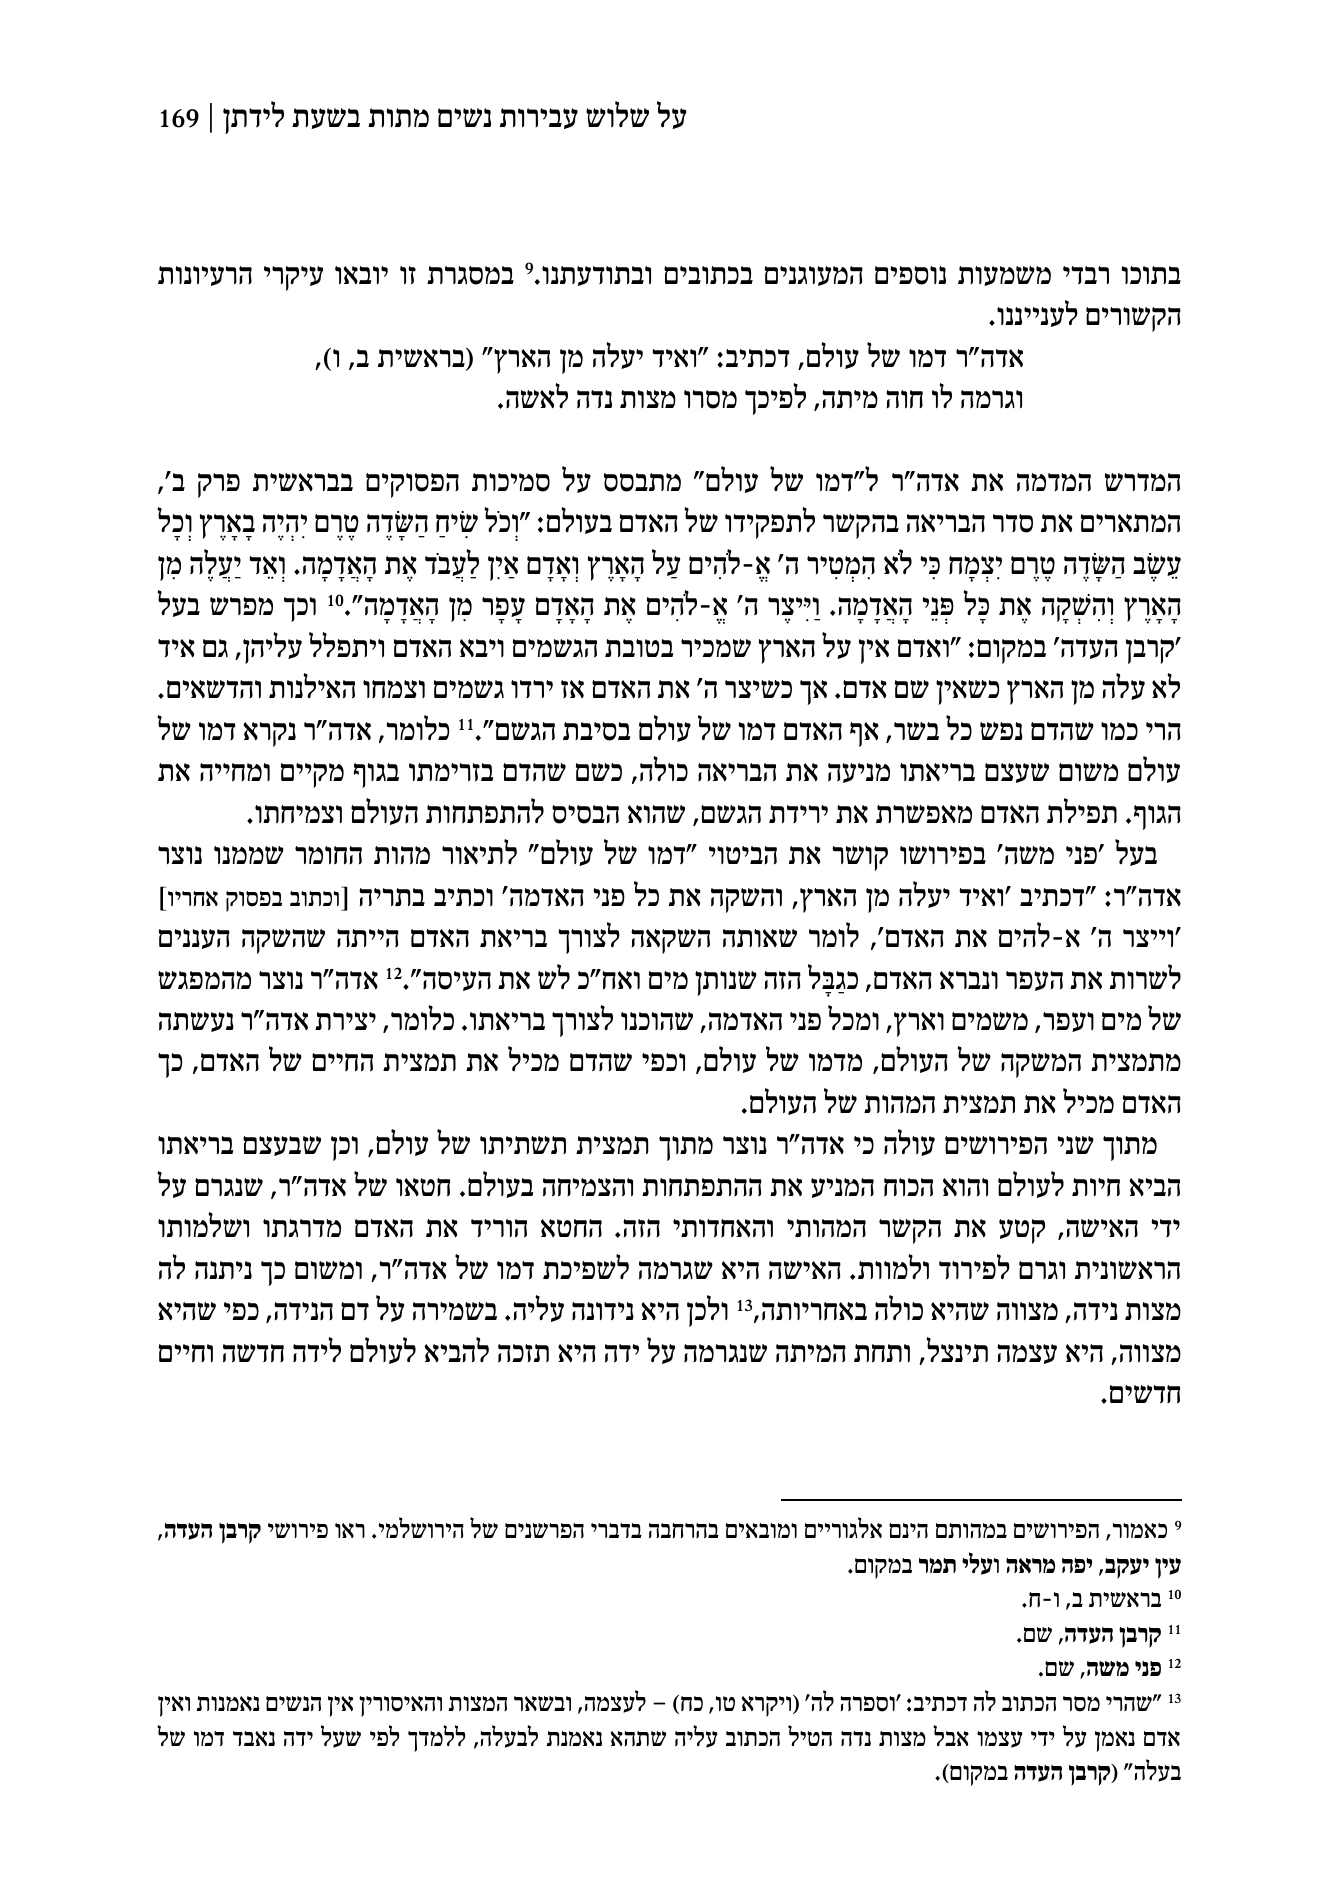 על שלוש עבירות נשים מתות בשעת לידתן | 169
בתוכו רבדי משמעות נוספים המעוגנים בכתובים ובתודעתנו.⁹ במסגרת זו יובאו עיקרי הרעיונות
הקשורים לענייננו.
אדה"ר דמו של עולם, דכתיב: "ואיד יעלה מן הארץ" (בראשית ב, ו),
וגרמה לו חוה מיתה, לפיכך מסרו מצות נדה לאשה.
המדרש המדמה את אדה"ר ל"דמו של עולם" מתבסס על סמיכות הפסוקים בבראשית פרק ב',
המתארים את סדר הבריאה בהקשר לתפקידו של האדם בעולם: "וְכֹל שִׂיחַ הַשָּׂדֶה טֶרֶם יִהְיֶה בָאָרֶץ וְכָל
עֵשֶׂב הַשָּׂדֶה טֶרֶם יִצְמָח כִּי לֹא הִמְטִיר ה' אֱ-לֹהִים עַל הָאָרֶץ וְאָדָם אַיִן לַעֲבֹד אֶת הָאֲדָמָה. וְאֵד יַעֲלֶה מִן
הָאָרֶץ וְהִשְׁקָה אֶת כָּל פְּנֵי הָאֲדָמָה. וַיִּיצֶר ה' אֱ-לֹהִים אֶת הָאָדָם עָפָר מִן הָאֲדָמָה".¹⁰ וכך מפרש בעל
'קרבן העדה' במקום: "ואדם אין על הארץ שמכיר בטובת הגשמים ויבא האדם ויתפלל עליהן, גם איד
לא עלה מן הארץ כשאין שם אדם. אך כשיצר ה' את האדם אז ירדו גשמים וצמחו האילנות והדשאים.
הרי כמו שהדם נפש כל בשר, אף האדם דמו של עולם בסיבת הגשם".¹¹ כלומר, אדה"ר נקרא דמו של
עולם משום שעצם בריאתו מניעה את הבריאה כולה, כשם שהדם בזרימתו בגוף מקיים ומחייה את
הגוף. תפילת האדם מאפשרת את ירידת הגשם, שהוא הבסיס להתפתחות העולם וצמיחתו.
בעל 'פני משה' בפירושו קושר את הביטוי "דמו של עולם" לתיאור מהות החומר שממנו נוצר
אדה"ר: "דכתיב 'ואיד יעלה מן הארץ, והשקה את כל פני האדמה' וכתיב בתריה [וכתוב בפסוק אחריו]
'וייצר ה' א-להים את האדם', לומר שאותה השקאה לצורך בריאת האדם הייתה שהשקה העננים
לשרות את העפר ונברא האדם, כגַבָּל הזה שנותן מים ואח"כ לש את העיסה".¹² אדה"ר נוצר מהמפגש
של מים ועפר, משמים וארץ, ומכל פני האדמה, שהוכנו לצורך בריאתו. כלומר, יצירת אדה"ר נעשתה
מתמצית המשקה של העולם, מדמו של עולם, וכפי שהדם מכיל את תמצית החיים של האדם, כך
האדם מכיל את תמצית המהות של העולם.
מתוך שני הפירושים עולה כי אדה"ר נוצר מתוך תמצית תשתיתו של עולם, וכן שבעצם בריאתו
הביא חיות לעולם והוא הכוח המניע את ההתפתחות והצמיחה בעולם. חטאו של אדה"ר, שנגרם על
ידי האישה, קטע את הקשר המהותי והאחדותי הזה. החטא הוריד את האדם מדרגתו ושלמותו
הראשונית וגרם לפירוד ולמוות. האישה היא שגרמה לשפיכת דמו של אדה"ר, ומשום כך ניתנה לה
מצות נידה, מצווה שהיא כולה באחריותה,¹³ ולכן היא נידונה עליה. בשמירה על דם הנידה, כפי שהיא
מצווה, היא עצמה תינצל, ותחת המיתה שנגרמה על ידה היא תזכה להביא לעולם לידה חדשה וחיים
חדשים.
⁹ כאמור, הפירושים במהותם הינם אלגוריים ומובאים בהרחבה בדברי הפרשנים של הירושלמי. ראו פירושי קרבן העדה,
עין יעקב, יפה מראה ועלי תמר במקום.
¹⁰ בראשית ב, ו-ח.
¹¹ קרבן העדה, שם.
¹² פני משה, שם.
¹³ "שהרי מסר הכתוב לה דכתיב: 'וספרה לה' (ויקרא טו, כח) – לעצמה, ובשאר המצות והאיסורין אין הנשים נאמנות ואין
אדם נאמן על ידי עצמו אבל מצות נדה הטיל הכתוב עליה שתהא נאמנת לבעלה, ללמדך לפי שעל ידה נאבד דמו של
בעלה" (קרבן העדה במקום).